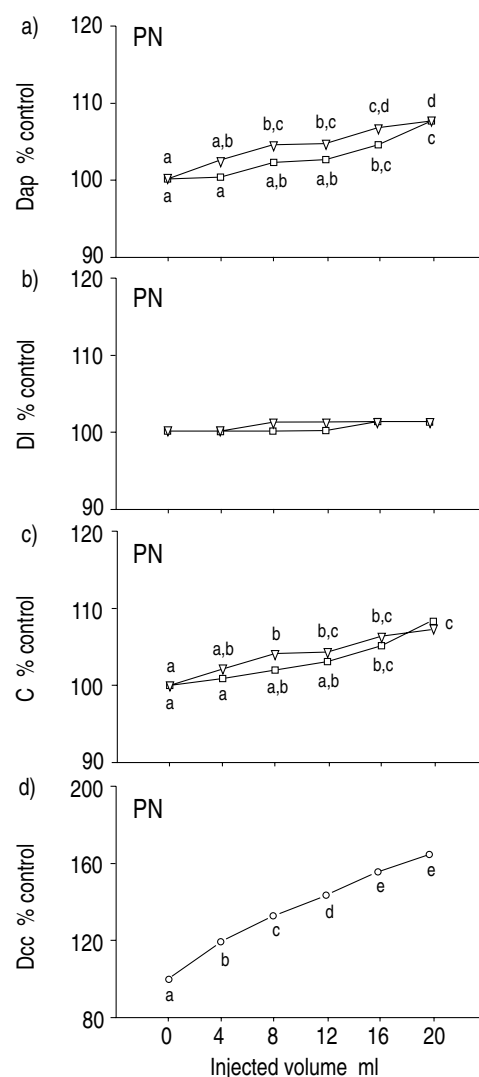 a)
PN
120
110
100
90
Dap % control
a a,b b,c b,c c,d d
a a a,b a,b b,c c
b)
PN
120
110
100
90
Dl % control
c)
PN
120
110
100
90
C % control
a a,b b b,c b,c c
a a a,b a,b b,c
d)
PN
200
160
120
80
Dcc % control
a b c d e e
0 4 8 12 16 20
Injected volume ml